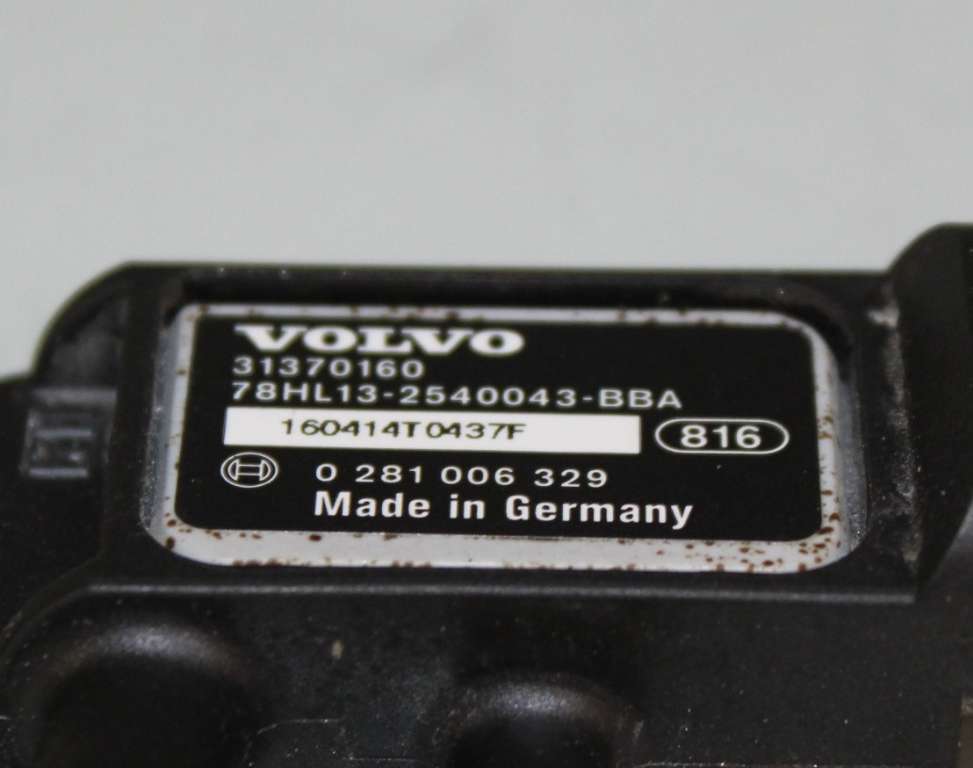 VOLVO
31370160
78HL13-2540043-BBA
160414T0437F
816
0 281 006 329
Made in Germany